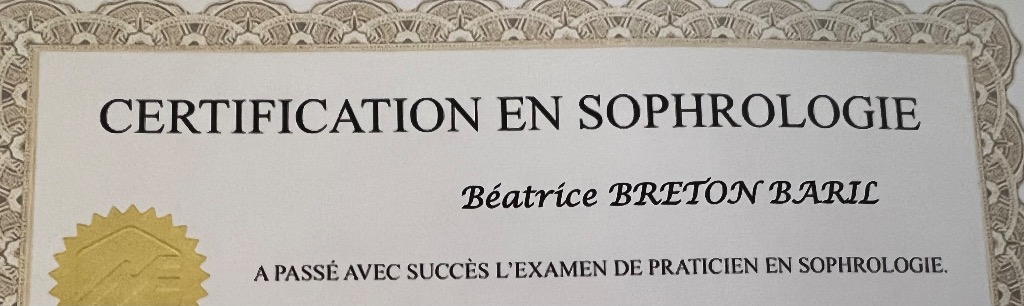 CERTIFICATION EN SOPHROLOGIE
Béatrice BRETON BARIL
A PASSÉ AVEC SUCCÈS L'EXAMEN DE PRATICIEN EN SOPHROLOGIE.